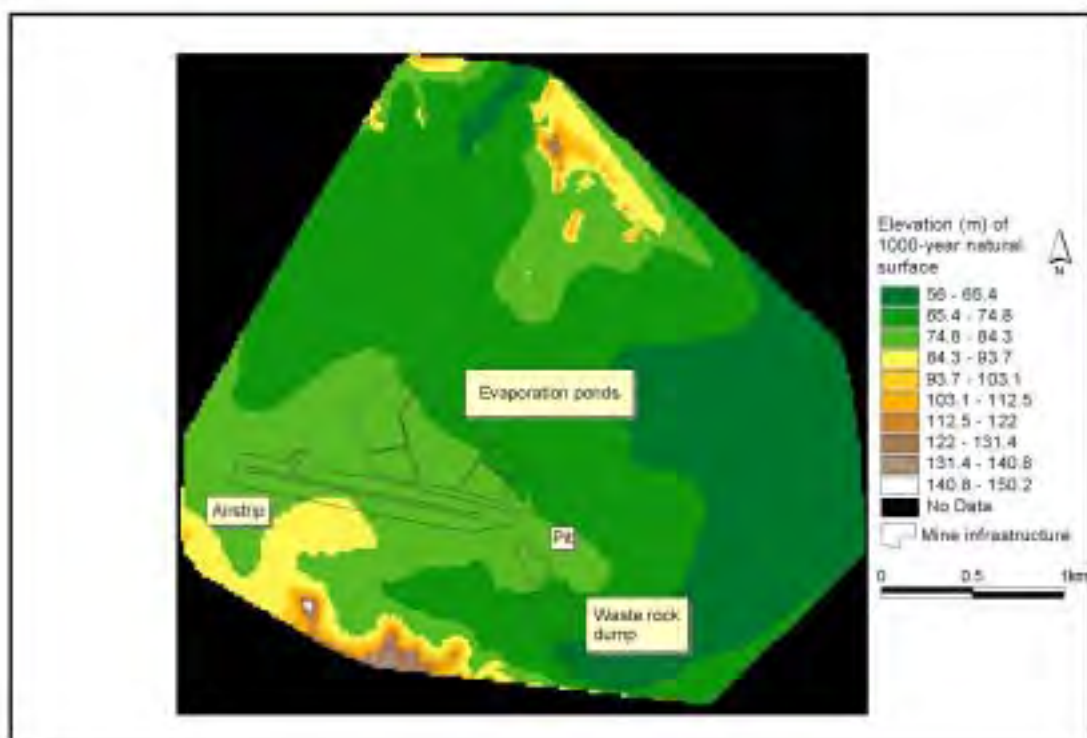 Evaporation ponds
Airstrip
Pit
Waste rock
dump
Elevation (m) of
1000-year natural
surface
N
56 - 65.4
65.4 - 74.8
74.8 - 84.3
84.3 - 93.7
93.7 - 103.1
103.1 - 112.5
112.5 - 122
122 - 131.4
131.4 - 140.8
140.8 - 150.2
No Data
Mine infrastructure
0 0.5 1km